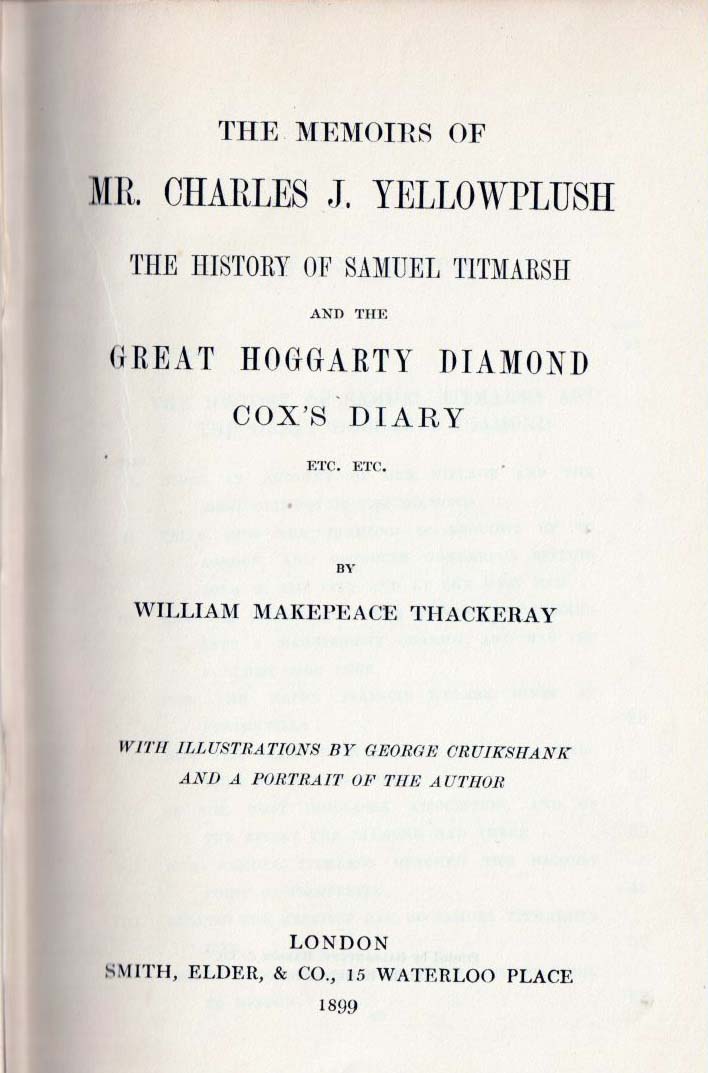 THE MEMOIRS OF
MR. CHARLES J. YELLOWPLUSH
THE HISTORY OF SAMUEL TITMARSH
AND THE
GREAT HOGGARTY DIAMOND
COX'S DIARY
ETC. ETC.
BY
WILLIAM MAKEPEACE THACKERAY
WITH ILLUSTRATIONS BY GEORGE CRUIKSHANK
AND A PORTRAIT OF THE AUTHOR
LONDON
SMITH, ELDER, & CO., 15 WATERLOO PLACE
1899